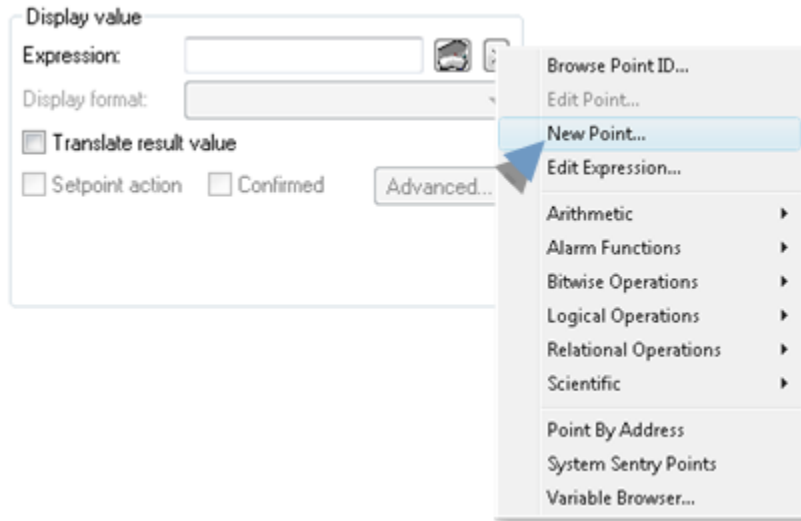 Display value
Expression:
Display format:
Translate result value
Setpoint action
Confirmed
Advanced...
Browse Point ID...
Edit Point...
New Point...
Edit Expression...
Arithmetic
Alarm Functions
Bitwise Operations
Logical Operations
Relational Operations
Scientific
Point By Address
System Sentry Points
Variable Browser...